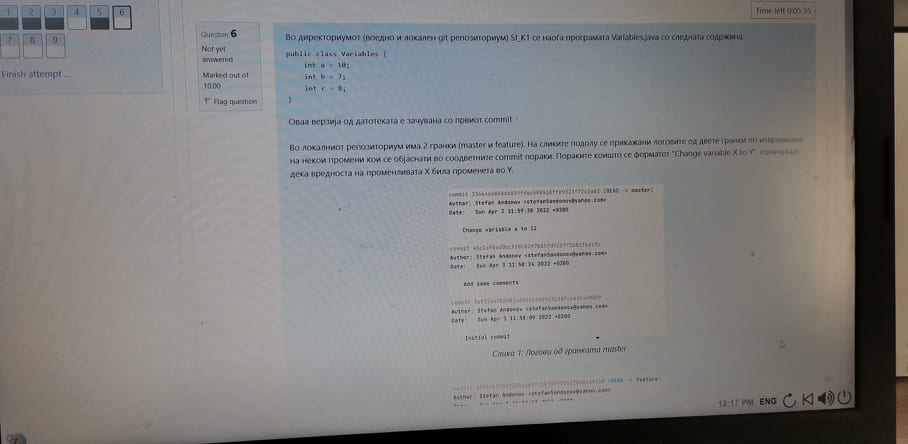 1 2 3 4 5 6
7 8 9
Finish attempt ...
Time left 0:05:35
Question 6
Not yet
answered
Marked out of
10.00
Flag question
Во директориумот (воедно и локален git репозиториум) SI_K1 се наоѓа програмата Variables.java со следната содржина:
public class Variables {
int a = 10;
int b = 7;
int c = 8;
}
Оваа верзија од датотеката е зачувана со првиот commit.
Во локалниот репозиториум има 2 гранки (master и feature). На сликите подолу се прикажани логовите од двете гранки по извршување
на некои промени кои се објаснати во соодветните commit пораки. Пораките коишто се форматот "Change variable X to Y", означуваат
дека вредноста на променливата X била променета во Y.
commit (HEAD -> master)
Author: Stefan Andonov <stefanSandonov@yahoo.com>
Date: Sun Apr 3 11:59:30 2022 +0200
Change variable a to 12
commit
Author: Stefan Andonov <stefanSandonov@yahoo.com>
Date: Sun Apr 3 11:58:24 2022 +0200
Add some comments
commit
Author: Stefan Andonov <stefanSandonov@yahoo.com>
Date: Sun Apr 3 11:58:09 2022 +0200
Initial commit
Слика 1: Логови од гранката master
commit (HEAD -> feature)
Author: Stefan Andonov <stefanSandonov@yahoo.com>
12:17 PM ENG